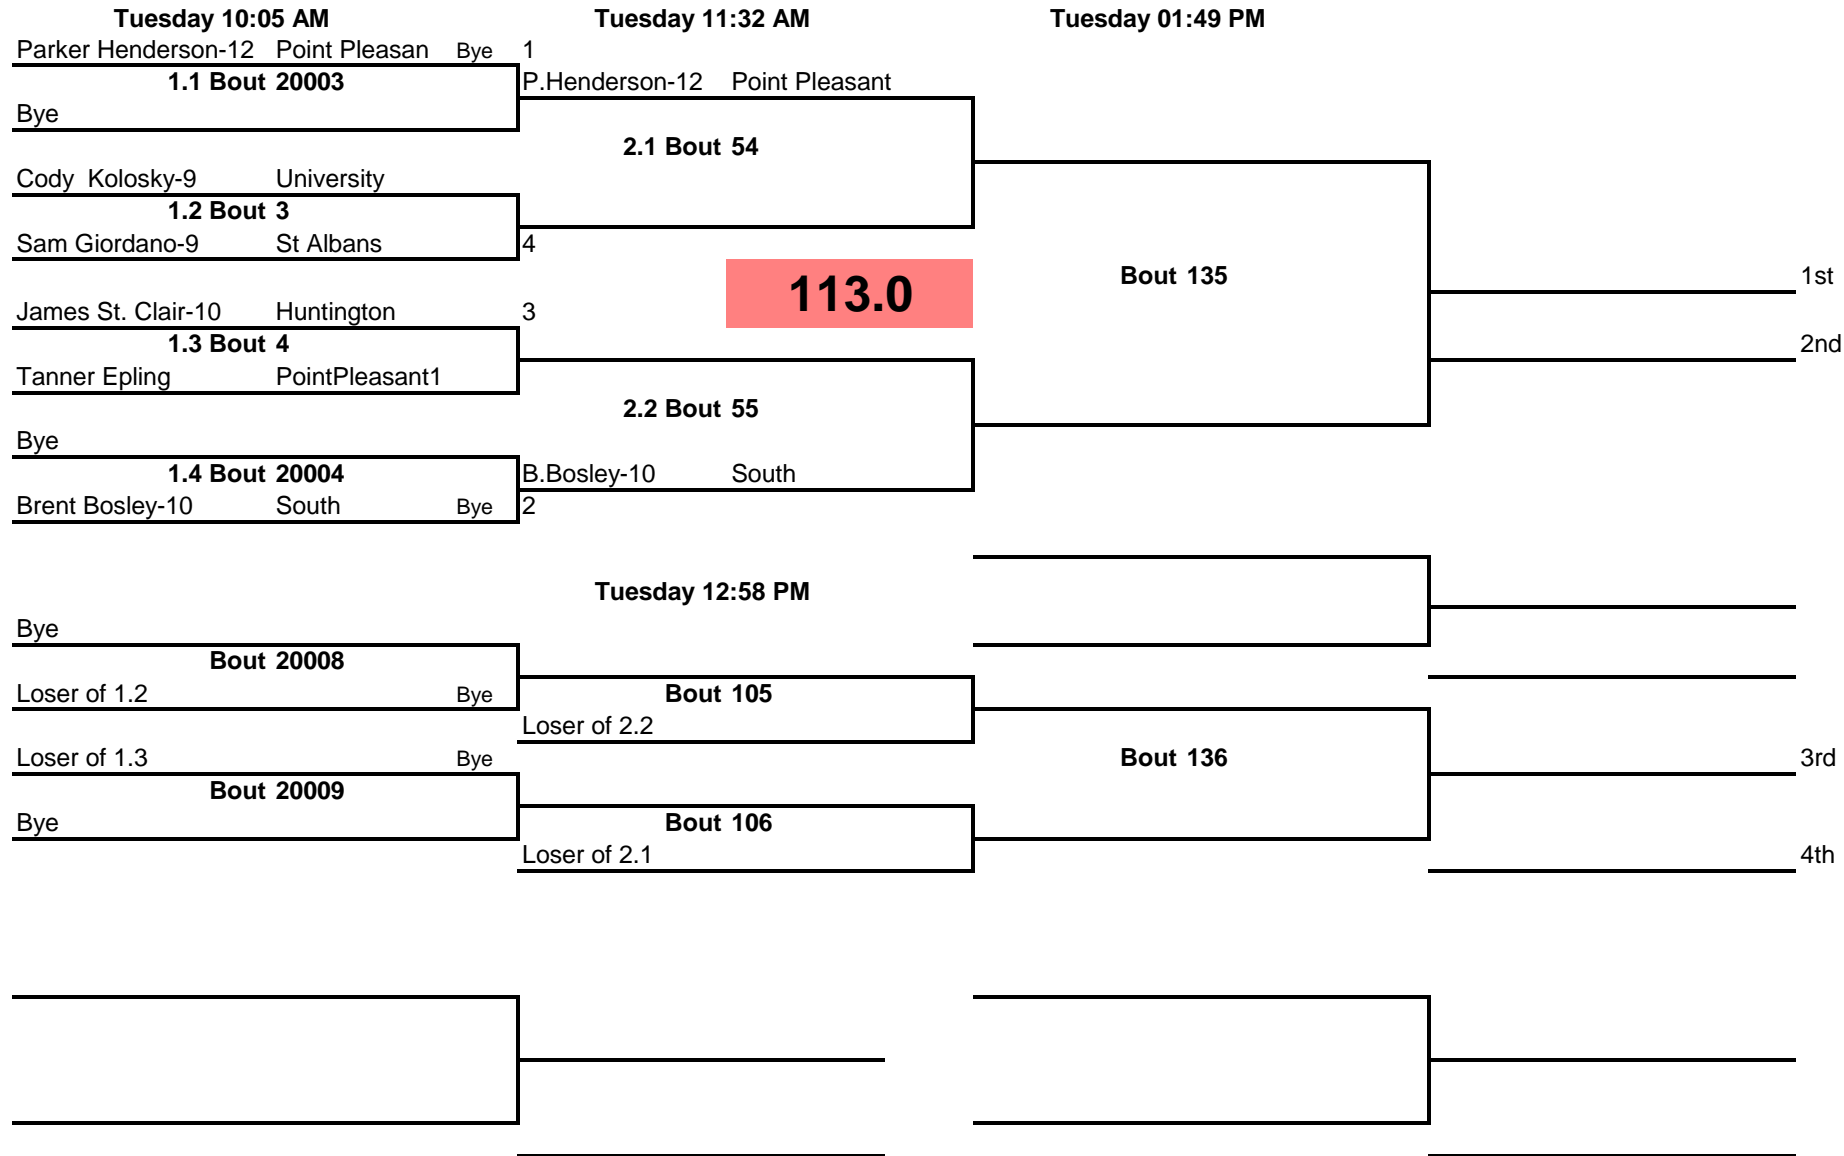 Tuesday 10:05 AM Tuesday 11:32 AM Tuesday 01:49 PM
Parker Henderson-12 Point Pleasan Bye 1
1.1 Bout 20003 P.Henderson-12 Point Pleasant
Bye
2.1 Bout 54
Cody Kolosky-9 University
1.2 Bout 3
Sam Giordano-9 St Albans 4
113.0 Bout 135 1st
James St. Clair-10 Huntington 3
1.3 Bout 4 2nd
Tanner Epling PointPleasant1
2.2 Bout 55
Bye
1.4 Bout 20004 B.Bosley-10 South
Brent Bosley-10 South Bye 2
Tuesday 12:58 PM
Bye
Bout 20008
Loser of 1.2 Bye Bout 105
Loser of 2.2
Loser of 1.3 Bye Bout 136 3rd
Bout 20009
Bye Bout 106
Loser of 2.1 4th